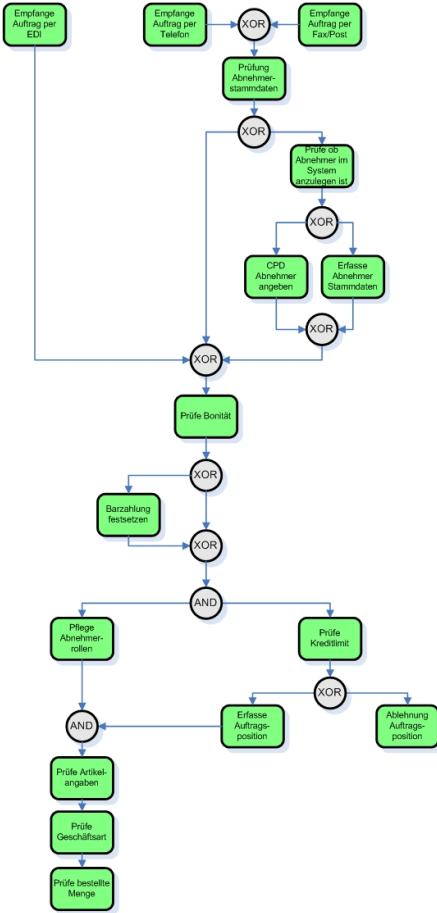 Empfange
Auftrag per
EDI
Empfange
Auftrag per
Telefon
XOR
Empfange
Auftrag per
Fax/Post
Prüfung
Abnehmer-
stammdaten
XOR
Prüfe ob
Abnehmer im
System
anzulegen ist
XOR
CPD
Abnehmer
angeben
Erfasse
Abnehmer
Stammdaten
XOR
XOR
Prüfe Bonität
XOR
Barzahlung
festsetzen
XOR
AND
Pflege
Abnehmer-
rollen
Prüfe
Kreditlimit
XOR
AND
Erfasse
Auftrags-
position
Ablehnung
Auftrags-
position
Prüfe Artikel-
angaben
Prüfe
Geschäftsart
Prüfe bestellte
Menge